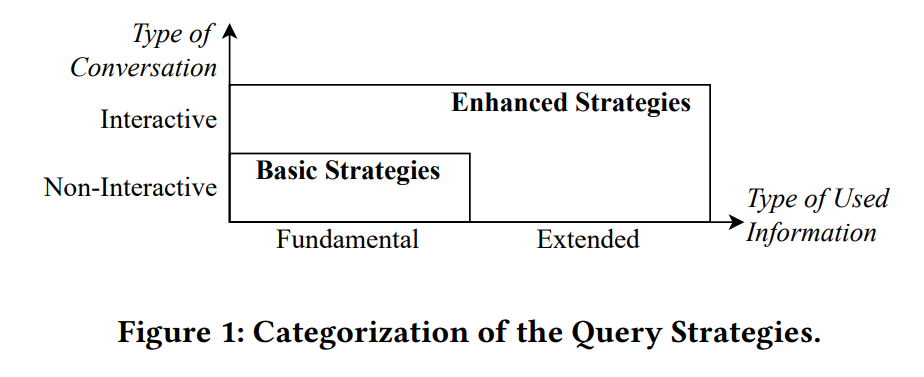 Type of
Conversation
Enhanced Strategies
Interactive
Basic Strategies
Non-Interactive
Type of Used
Information
Fundamental
Extended
Figure 1: Categorization of the Query Strategies.